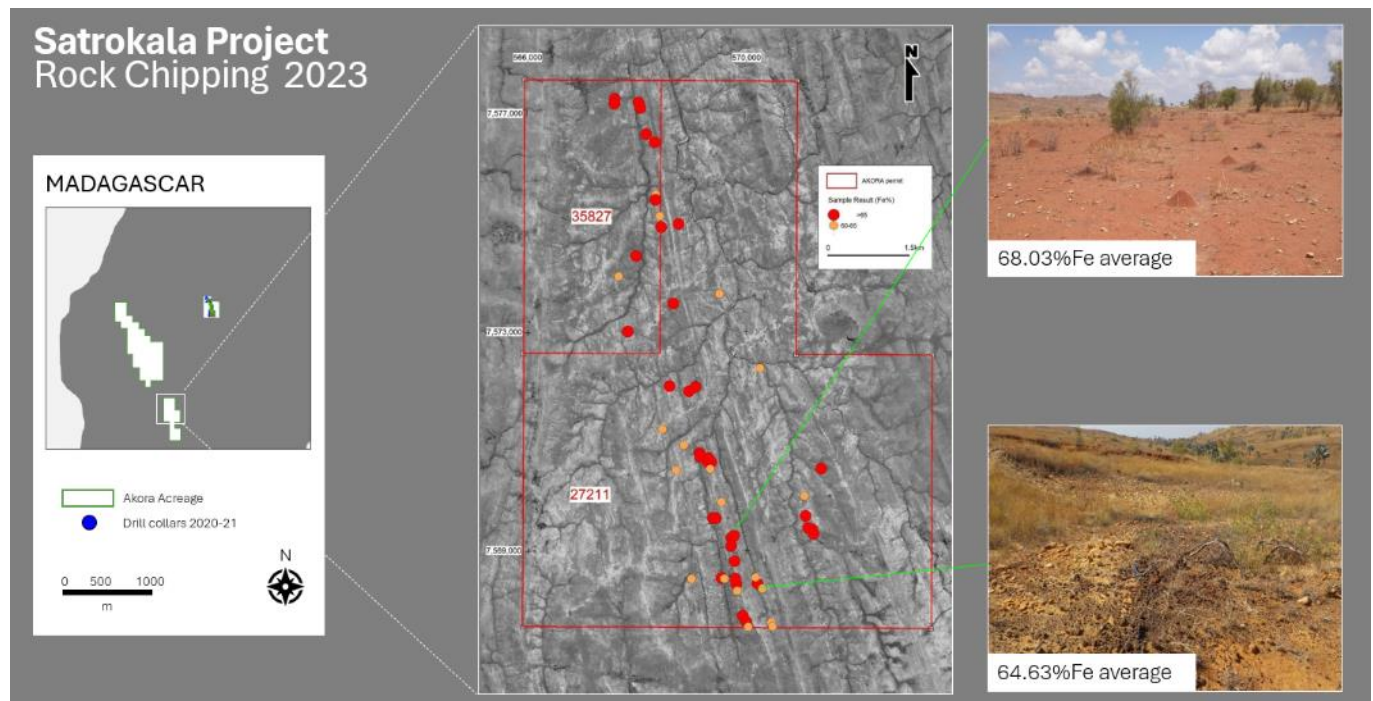 Satrokala Project
Rock Chipping 2023
MADAGASCAR
Akora Acreage
Drill collars 2020-21
N
0 500 1000
m
566,000
570,000
N
7,577,000
35827
AKORA permit
Sample Result (Fe%)
>65
60-65
0 1.5km
7,573,000
27211
7,569,000
68.03%Fe average
64.63%Fe average